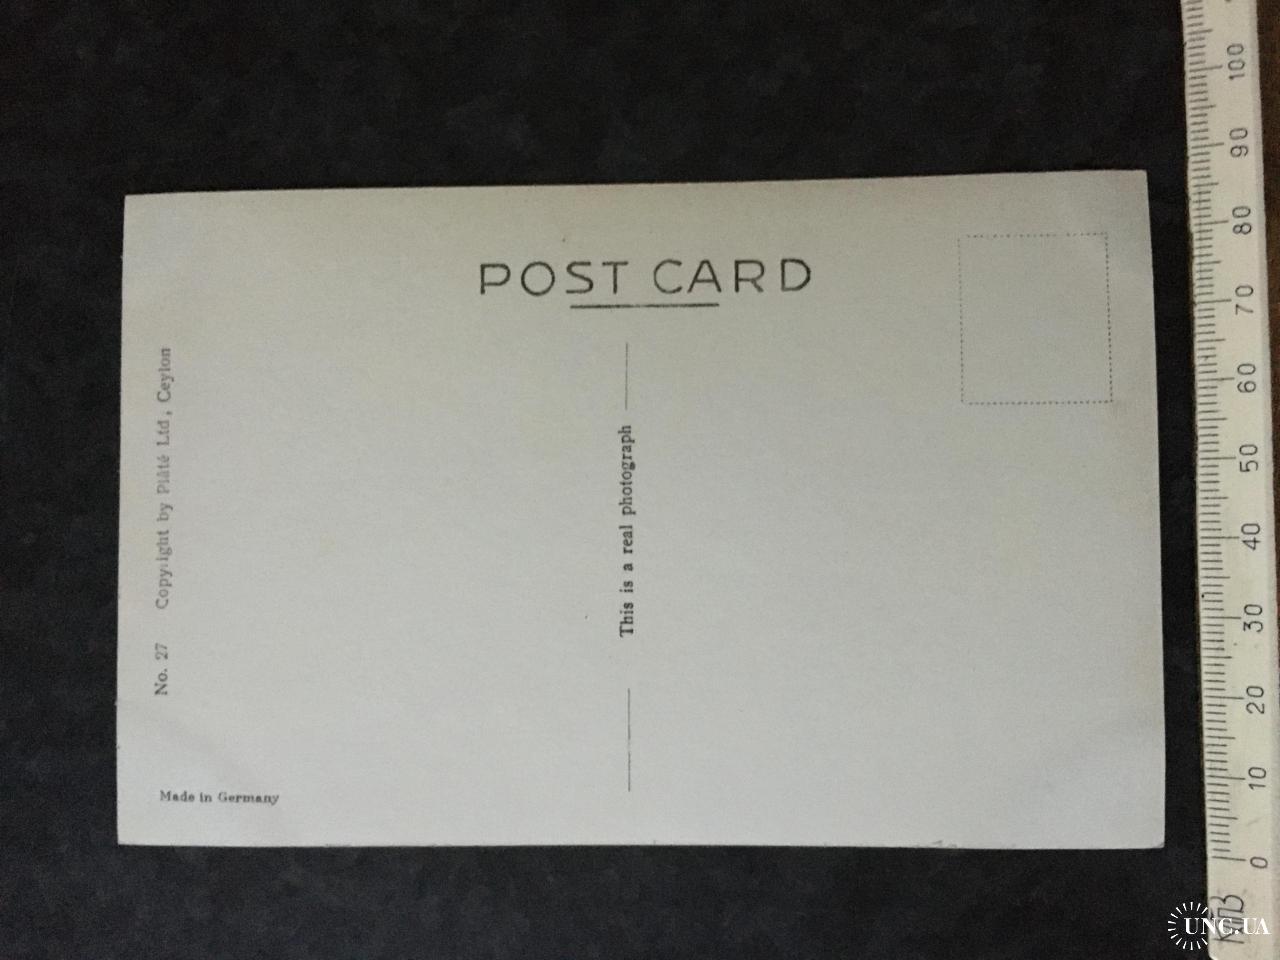 POST CARD
No. 27 Copyright by Plâté Ltd, Ceylon
This is a real photograph
Made in Germany
100
90
80
70
60
50
40
30
20
10
0
UNC.UA